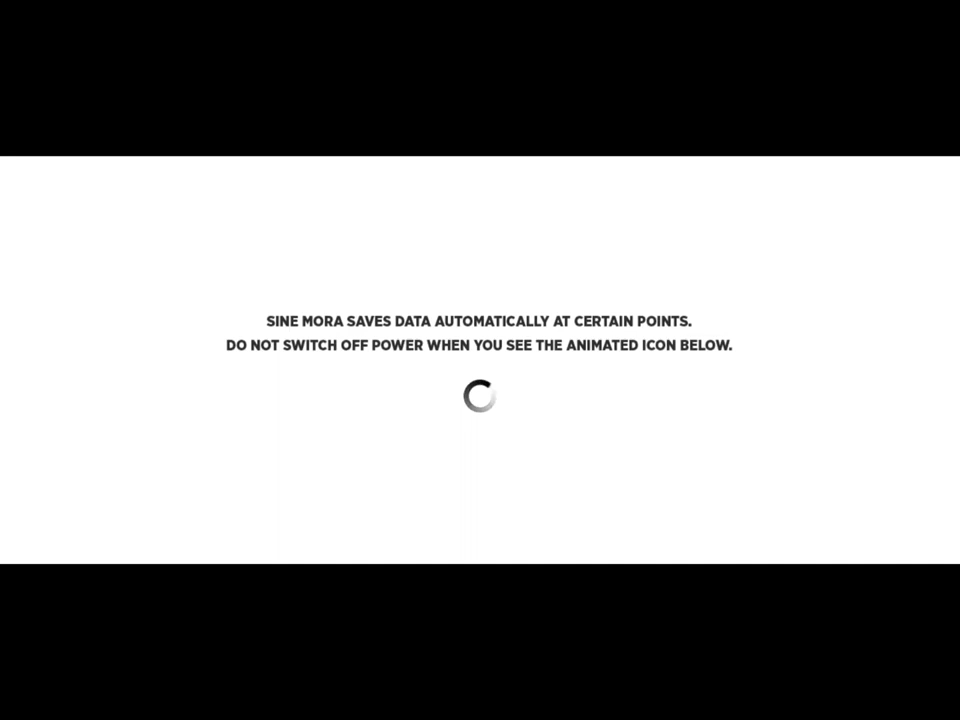 SINE MORA SAVES DATA AUTOMATICALLY AT CERTAIN POINTS.
DO NOT SWITCH OFF POWER WHEN YOU SEE THE ANIMATED ICON BELOW.